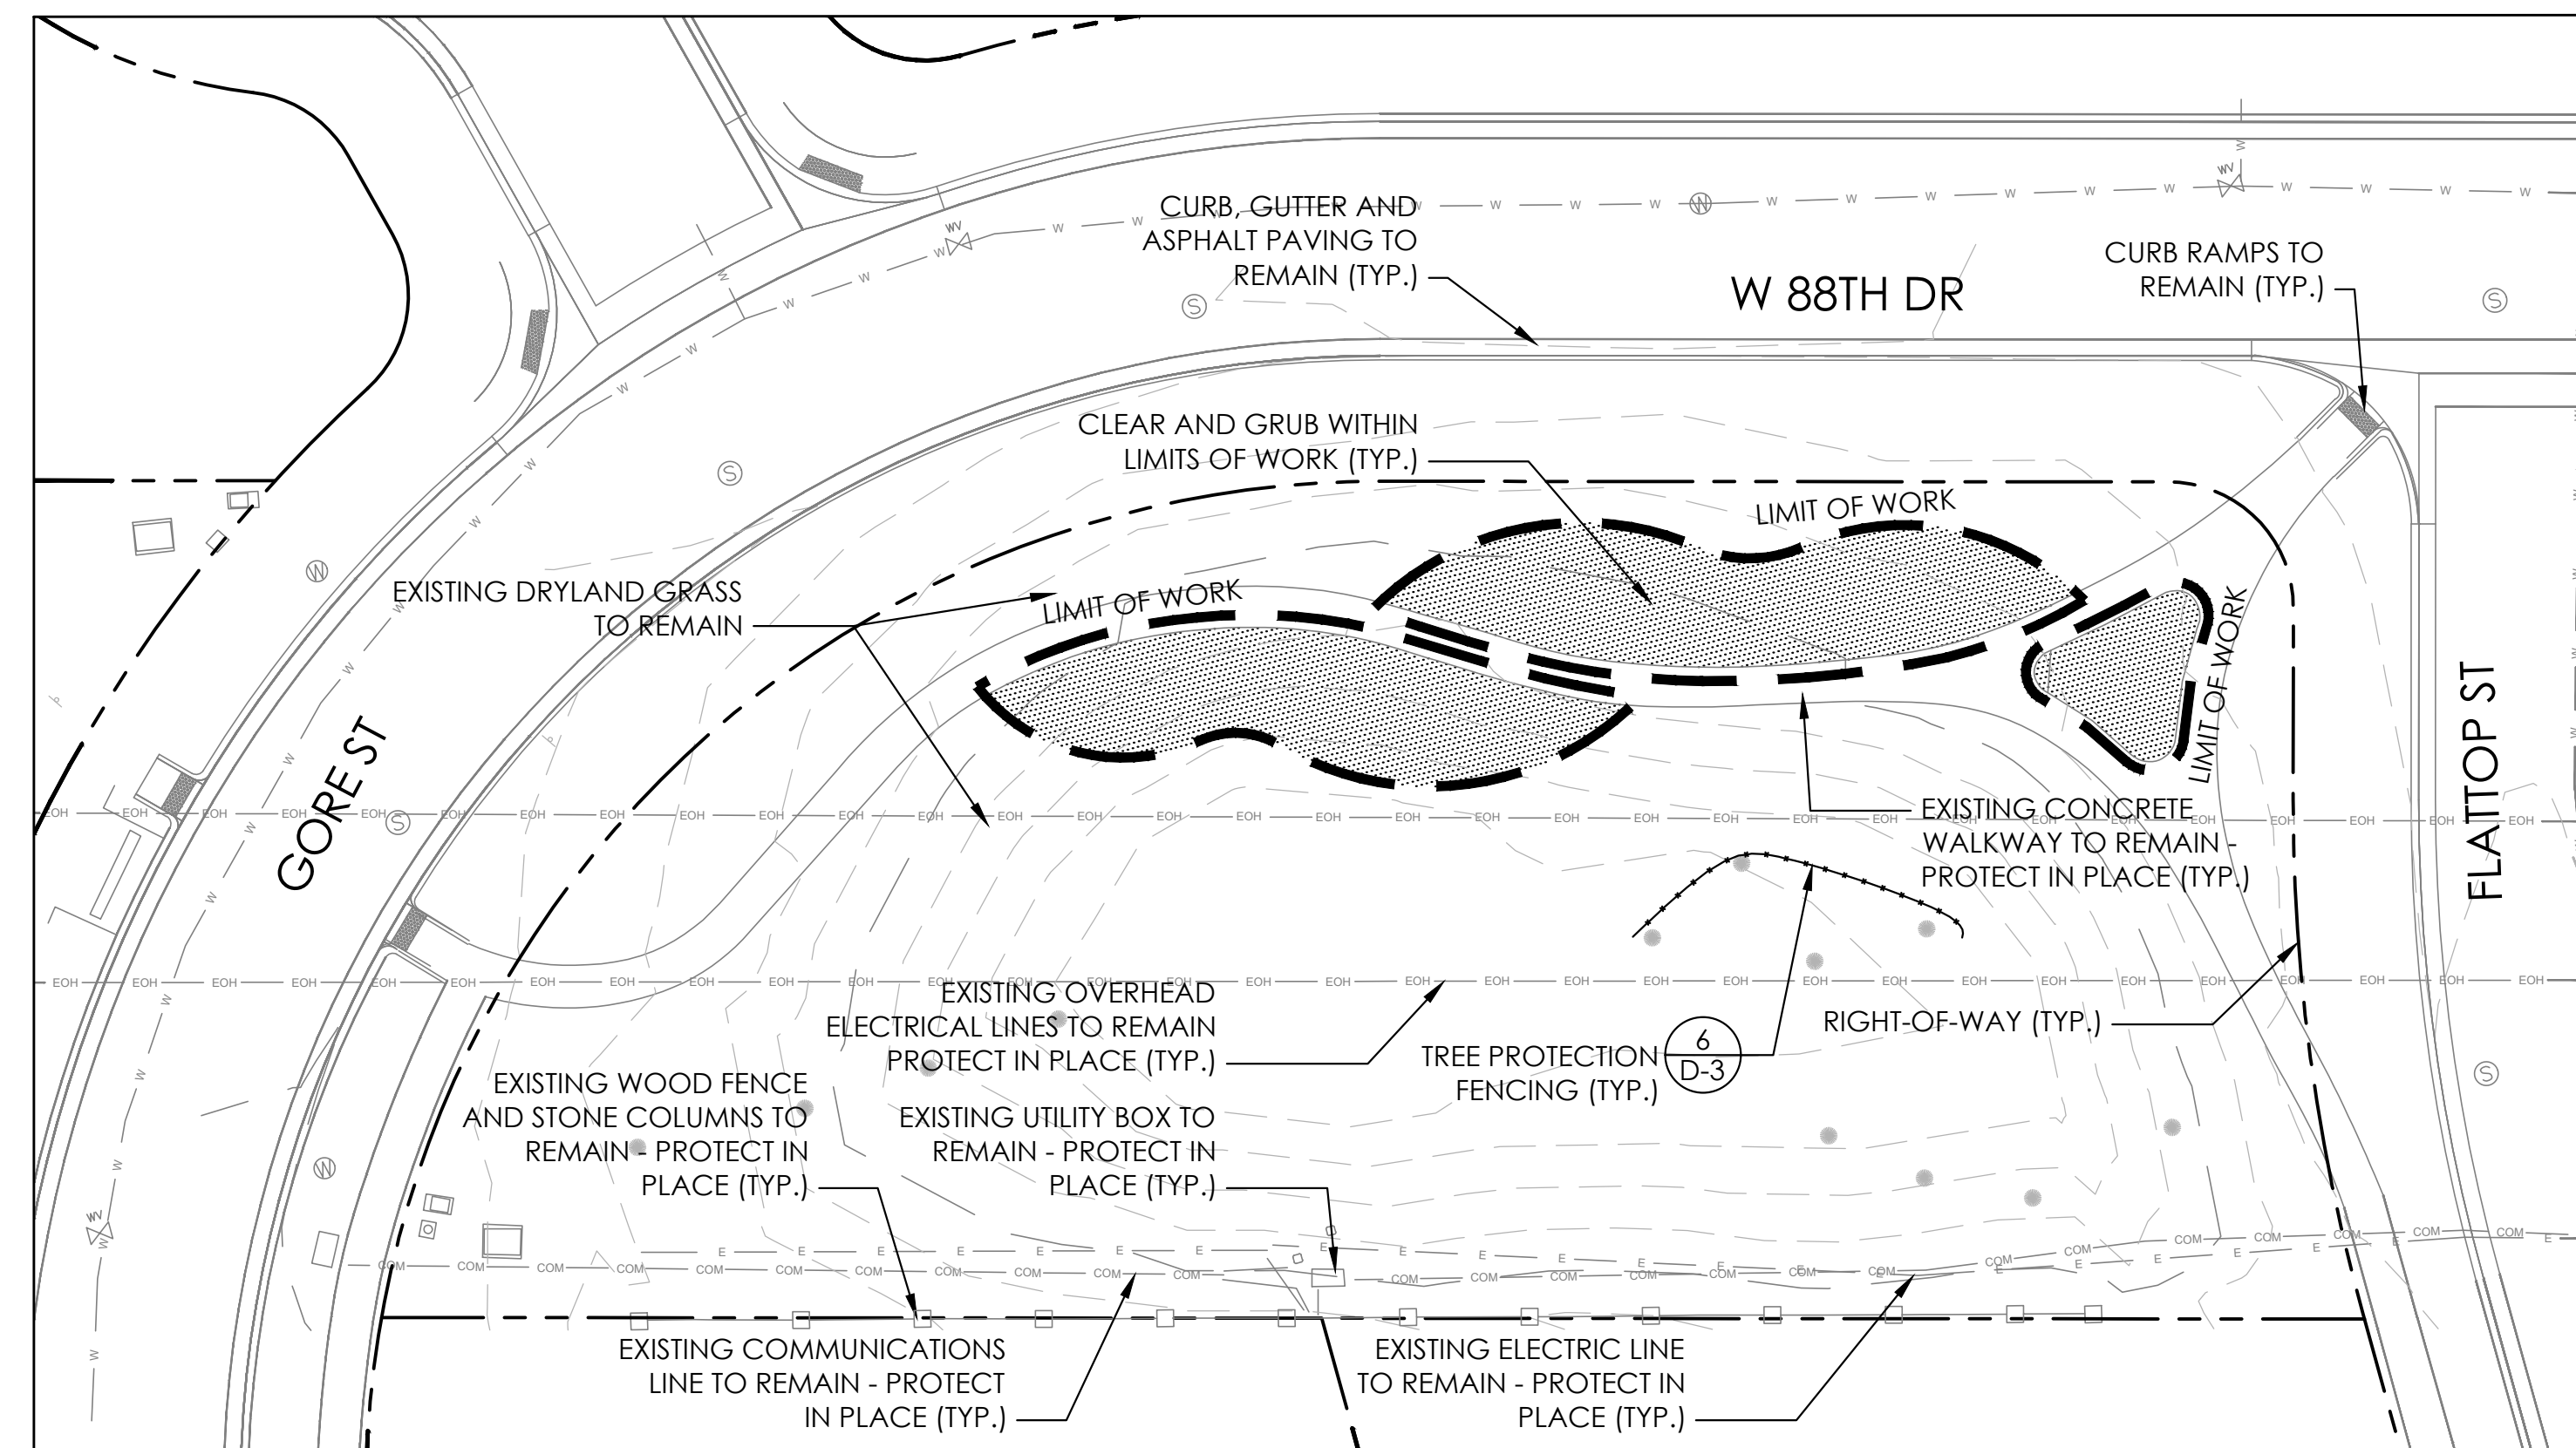 CURB, GUTTER AND
ASPHALT PAVING TO
REMAIN (TYP.)
W 88TH DR
CURB RAMPS TO
REMAIN (TYP.)
CLEAR AND GRUB WITHIN
LIMITS OF WORK (TYP.)
LIMIT OF WORK
EXISTING DRYLAND GRASS
TO REMAIN
LIMIT OF WORK
LIMIT OF WORK
GORE ST
FLATTOP ST
EXISTING CONCRETE
WALKWAY TO REMAIN -
PROTECT IN PLACE (TYP.)
EXISTING OVERHEAD
ELECTRICAL LINES TO REMAIN
PROTECT IN PLACE (TYP.)
RIGHT-OF-WAY (TYP.)
TREE PROTECTION
FENCING (TYP.)
6
D-3
EXISTING WOOD FENCE
AND STONE COLUMNS TO
REMAIN - PROTECT IN
PLACE (TYP.)
EXISTING UTILITY BOX TO
REMAIN - PROTECT IN
PLACE (TYP.)
EXISTING COMMUNICATIONS
LINE TO REMAIN - PROTECT
IN PLACE (TYP.)
EXISTING ELECTRIC LINE
TO REMAIN - PROTECT IN
PLACE (TYP.)
W
WV
S
EOH
E
COM